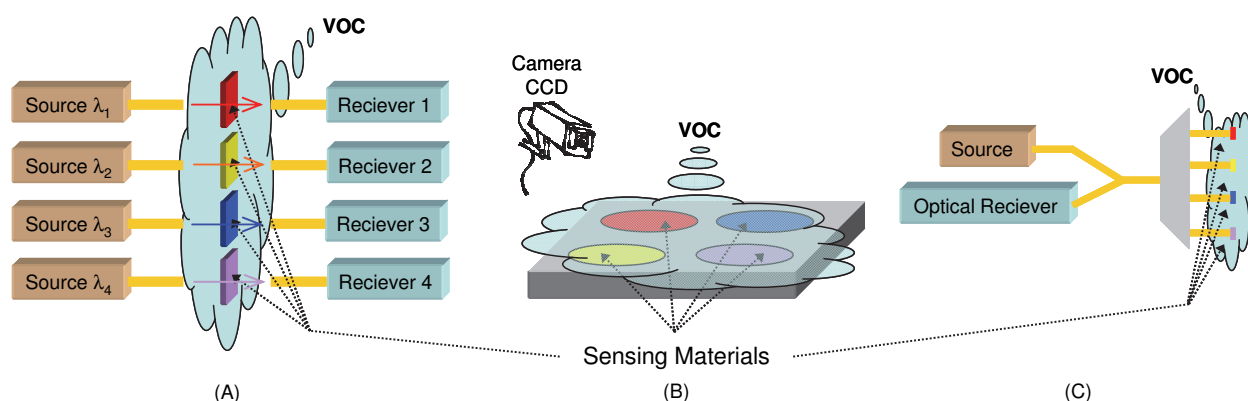 VOC
Source λ1
Reciever 1
Source λ2
Reciever 2
Source λ3
Reciever 3
Source λ4
Reciever 4
(A)
Camera
CCD
VOC
Sensing Materials
(B)
VOC
Source
Optical Reciever
(C)